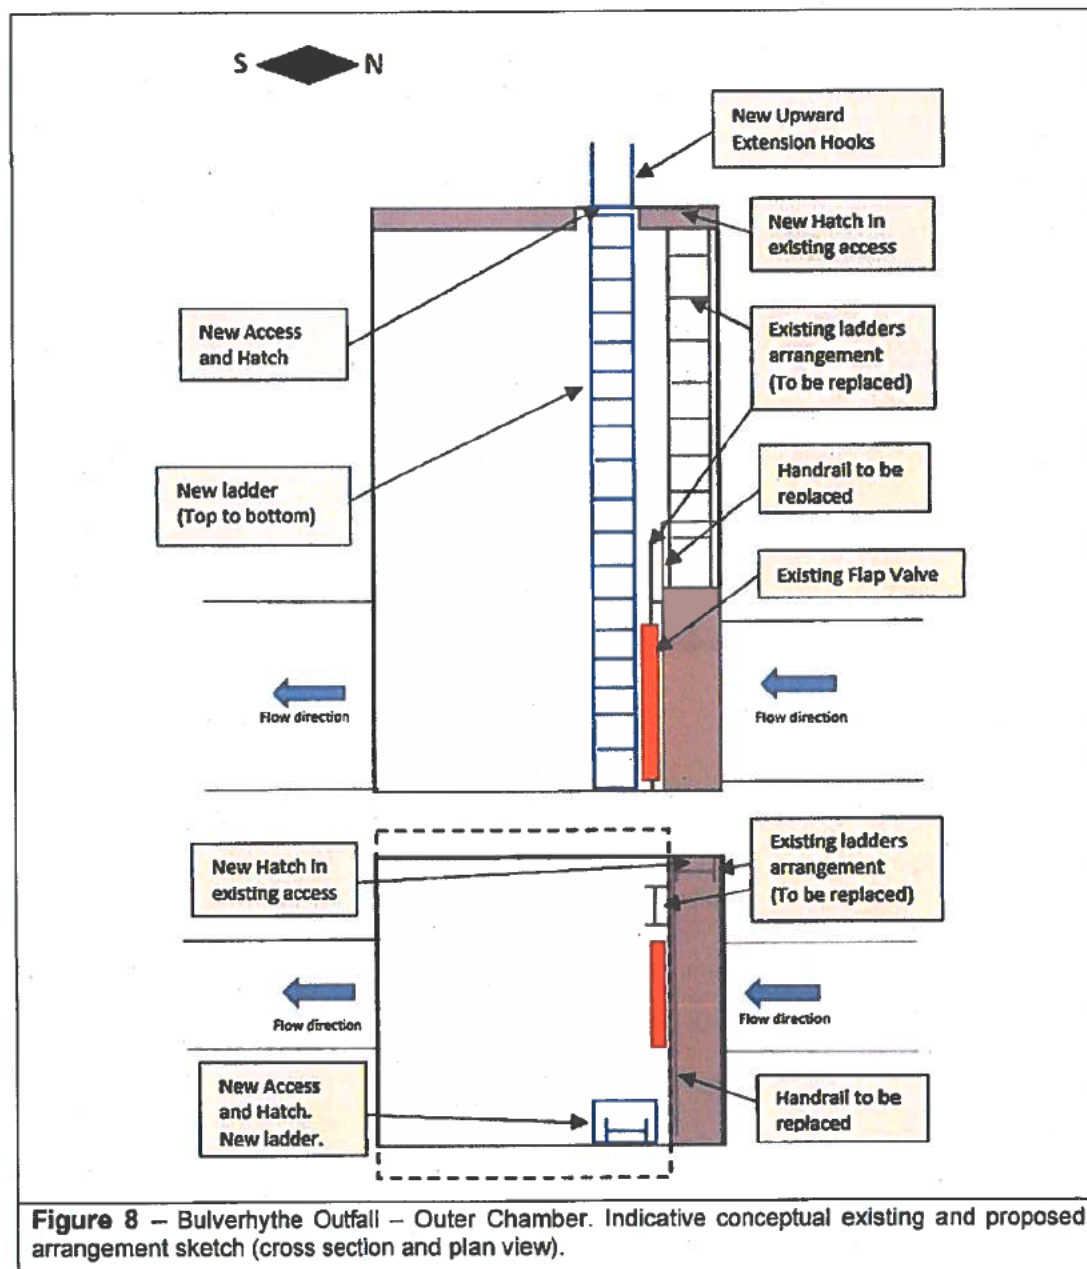 S N
New Upward
Extension Hooks
New Hatch in
existing access
New Access
and Hatch
Existing ladders
arrangement
(To be replaced)
New ladder
(Top to bottom)
Handrail to be
replaced
Existing Flap Valve
Flow direction
Flow direction
New Hatch in
existing access
Existing ladders
arrangement
(To be replaced)
Flow direction
Flow direction
New Access
and Hatch.
New ladder.
Handrail to be
replaced
Figure 8 – Bulverhythe Outfall – Outer Chamber. Indicative conceptual existing and proposed
arrangement sketch (cross section and plan view).